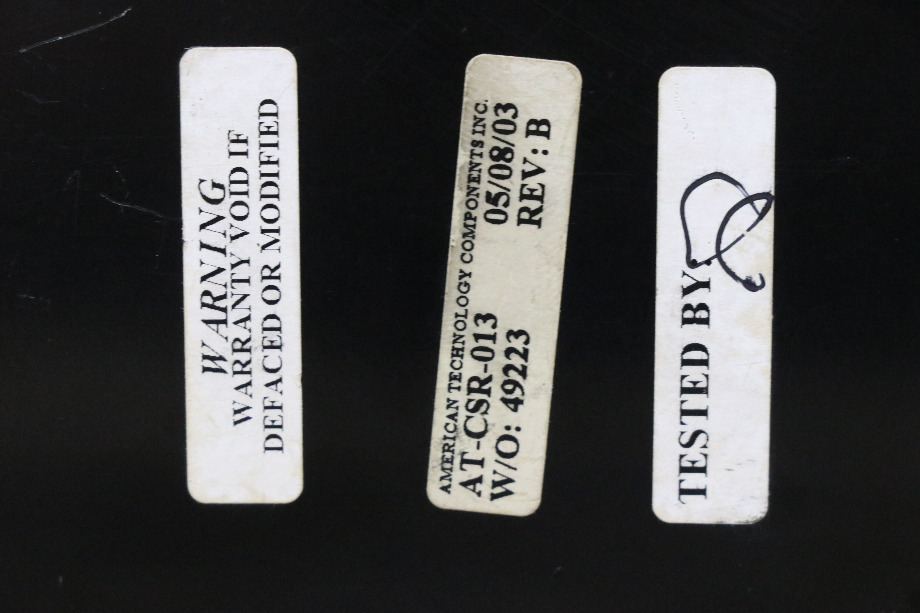 WARNING
WARRANTY VOID IF
DEFACED OR MODIFIED
AMERICAN TECHNOLOGY COMPONENTS INC.
AT-CSR-013 05/08/03
W/O: 49223 REV: B
TESTED BY: